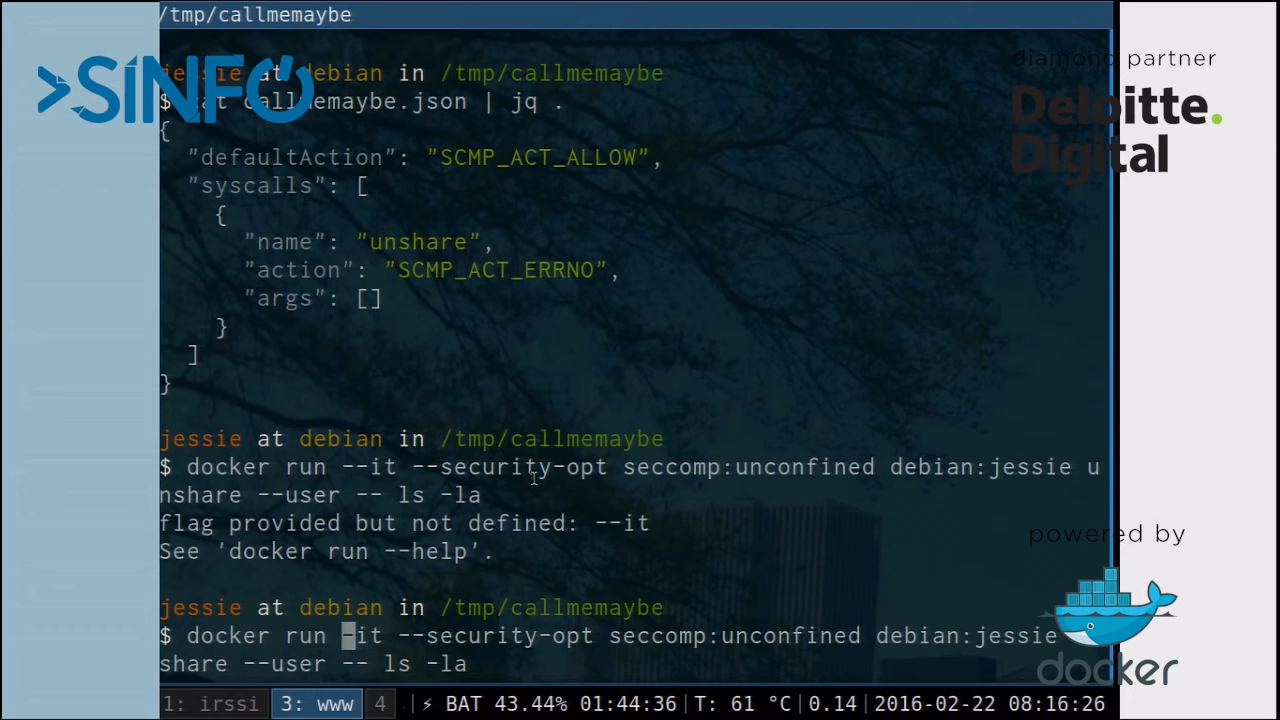 /tmp/callmemaybe
jessie at debian in /tmp/callmemaybe
$ cat callmemaybe.json | jq .
{
"defaultAction": "SCMP_ACT_ALLOW",
"syscalls": [
{
"name": "unshare",
"action": "SCMP_ACT_ERRNO",
"args": []
}
]
}
jessie at debian in /tmp/callmemaybe
$ docker run --it --security-opt seccomp:unconfined debian:jessie u
nshare --user -- ls -la
flag provided but not defined: --it
See 'docker run --help'.
jessie at debian in /tmp/callmemaybe
$ docker run -it --security-opt seccomp:unconfined debian:jessie
share --user -- ls -la
1: irssi 3: www 4 BAT 43.44% 01:44:36 T: 61 °C 0.14 2016-02-22 08:16:26
>SINFO
diamond partner
Deloitte.
Digital
powered by
docker